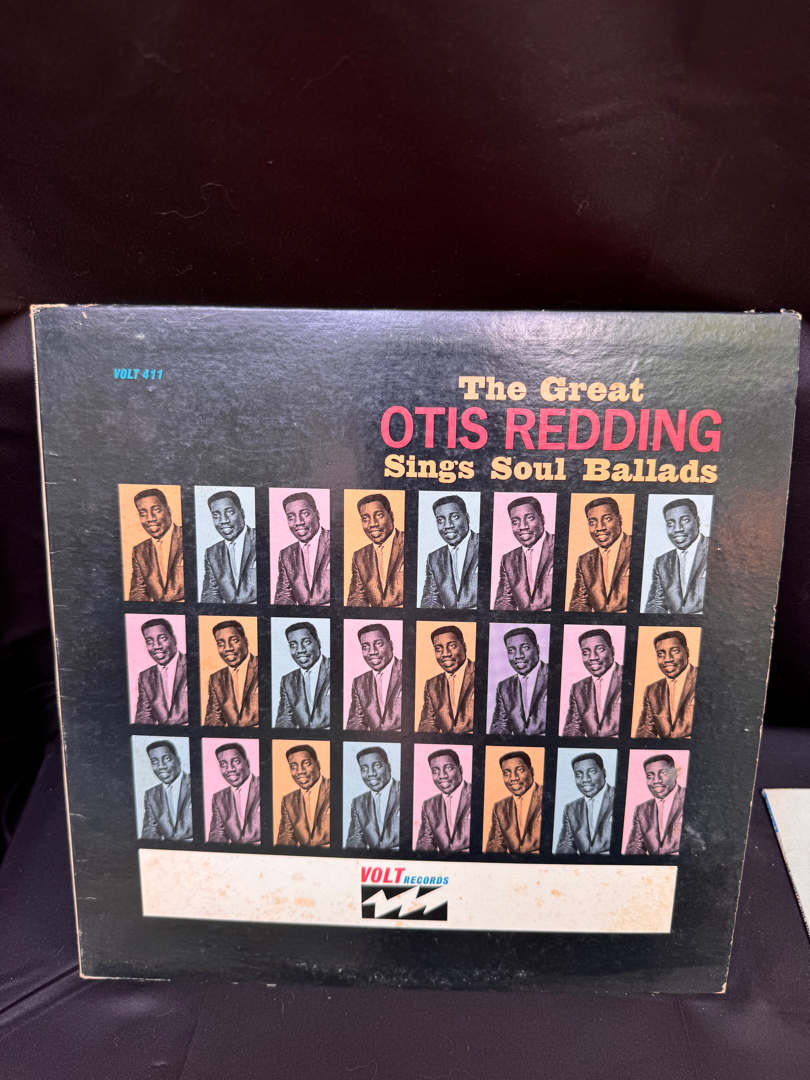 VOLT 411
The Great
OTIS REDDING
Sings Soul Ballads
VOLT RECORDS